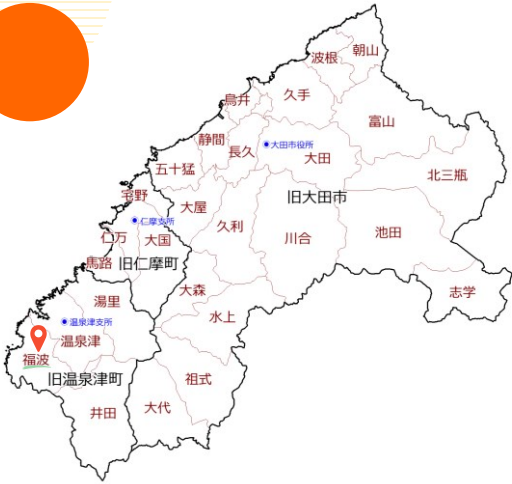 朝山
波根
久手
鳥井
富山
静間
長久
大田市役所
大田
五十猛
北三瓶
宅野
大屋
旧大田市
仁摩支所
久利
池田
仁万
大国
川合
馬路
旧仁摩町
大森
志学
湯里
水上
温泉津支所
温泉津
福波
旧温泉津町
祖式
井田
大代